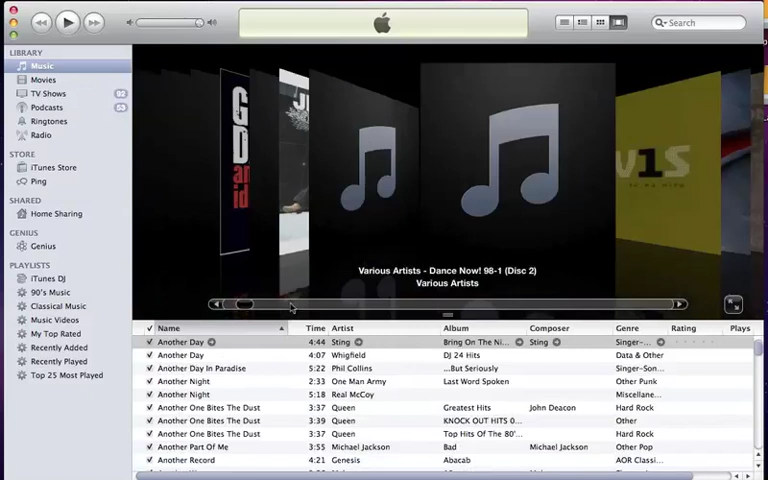 Search
LIBRARY
Music
Movies
TV Shows 92
Podcasts 53
Ringtones
Radio
STORE
iTunes Store
Ping
SHARED
Home Sharing
GENIUS
Genius
PLAYLISTS
iTunes DJ
90's Music
Classical Music
Music Videos
My Top Rated
Recently Added
Recently Played
Top 25 Most Played
Various Artists - Dance Now! 98-1 (Disc 2)
Various Artists
Name Time Artist Album Composer Genre Rating Plays
Another Day 4:44 Sting Bring On The Ni... Sting Singer-...
Another Day 4:07 Whigfield DJ 24 Hits Data & Other
Another Day In Paradise 5:22 Phil Collins ...But Seriously Singer-Son...
Another Night 2:33 One Man Army Last Word Spoken Other Punk
Another Night 5:18 Real McCoy Miscellane...
Another One Bites The Dust 3:37 Queen Greatest Hits John Deacon Hard Rock
Another One Bites The Dust 3:39 Queen KNOCK OUT HITS 0... Other
Another One Bites The Dust 3:37 Queen Top Hits Of The 80'... Hard Rock
Another Part Of Me 3:55 Michael Jackson Bad Michael Jackson Other Pop
Another Record 4:21 Genesis Abacab AOR Classi...